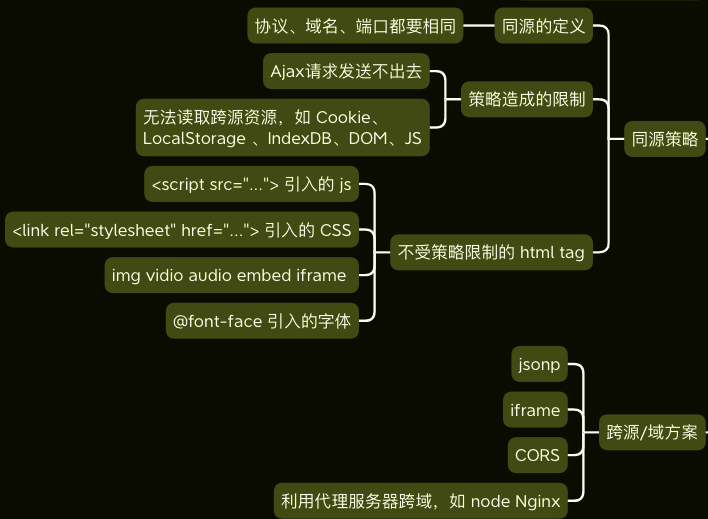 协议、域名、端口都要相同
同源的定义
Ajax请求发送不出去
策略造成的限制
无法读取跨源资源，如 Cookie、
LocalStorage 、IndexDB、DOM、JS
同源策略
<script src="..."> 引入的 js
<link rel="stylesheet" href="..."> 引入的 CSS
不受策略限制的 html tag
img vidio audio embed iframe
@font-face 引入的字体
jsonp
iframe
跨源/域方案
CORS
利用代理服务器跨域，如 node Nginx